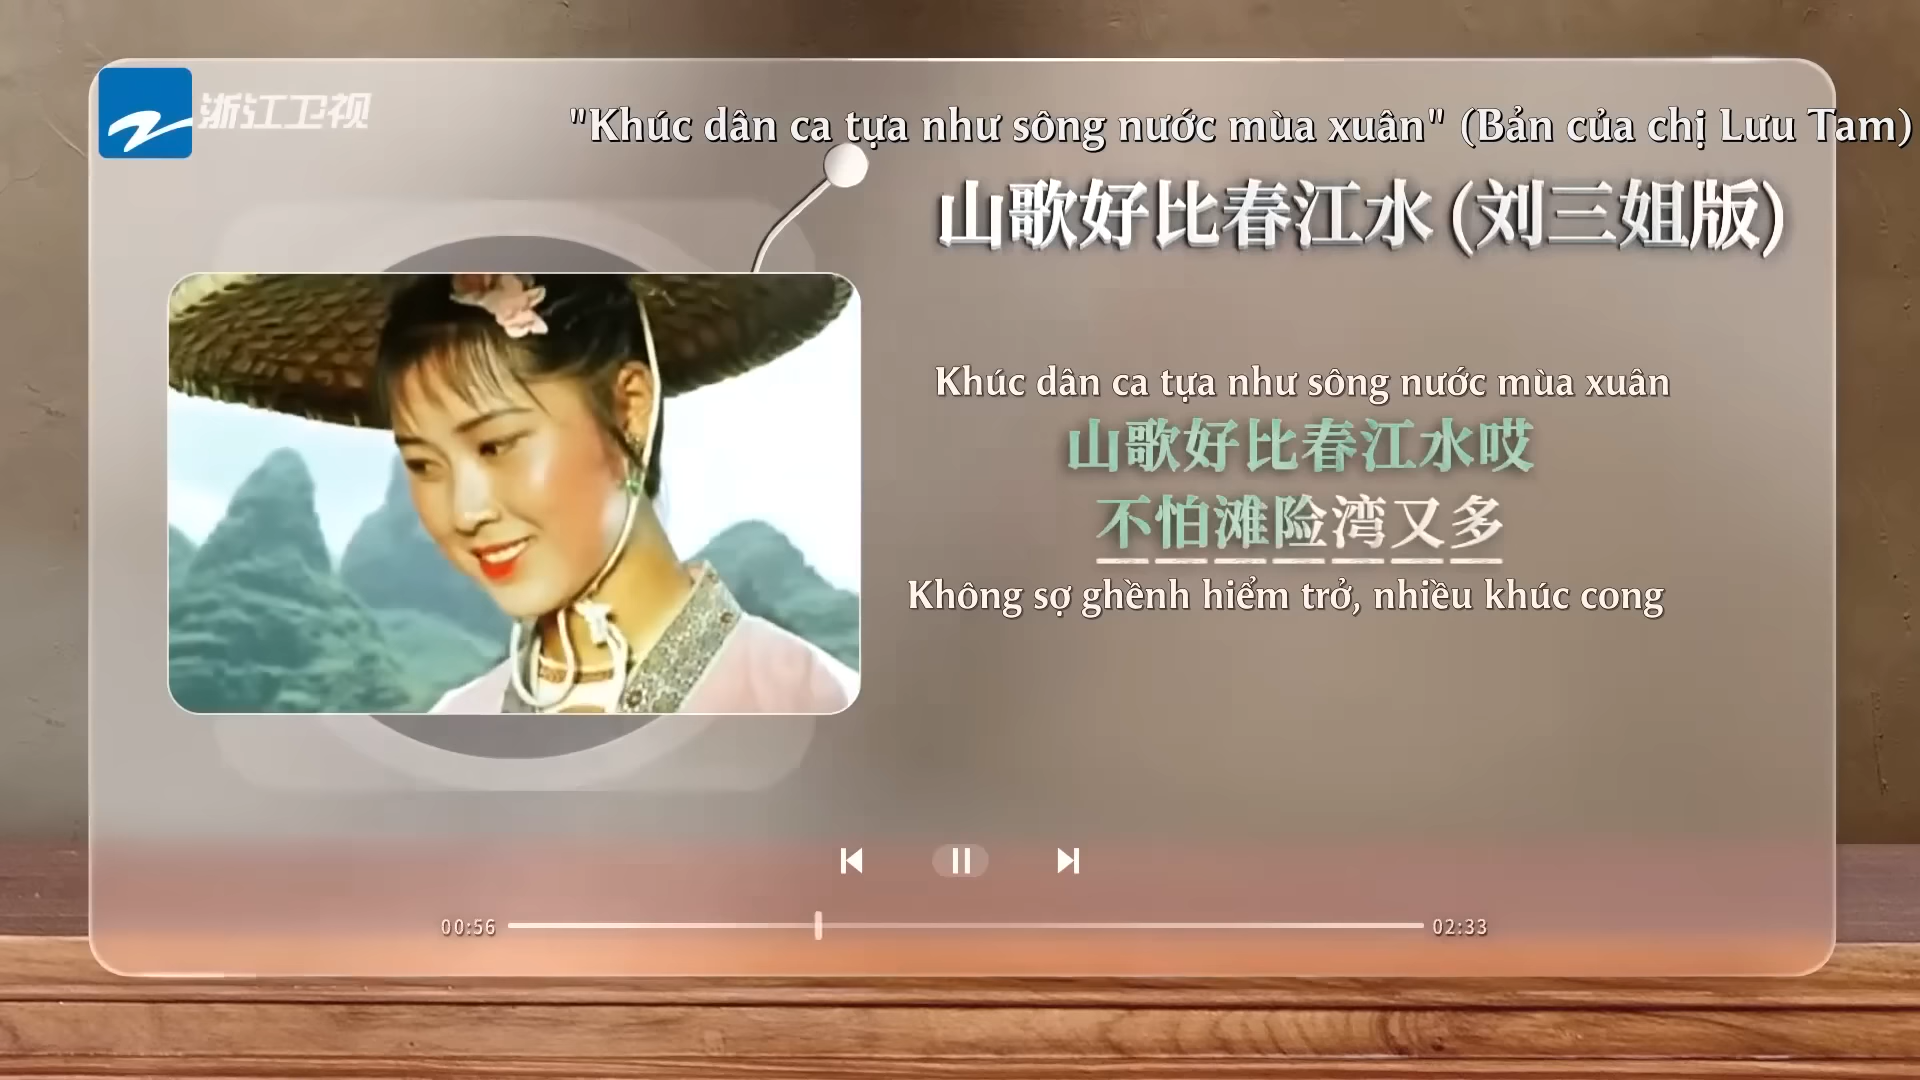 浙江卫视
"Khúc dân ca tựa như sông nước mùa xuân" (Bản của chị Lưu Tam)
山歌好比春江水 (刘三姐版)
Khúc dân ca tựa như sông nước mùa xuân
山歌好比春江水哎
不怕滩险湾又多
Không sợ ghềnh hiểm trở, nhiều khúc cong
00:56
02:33